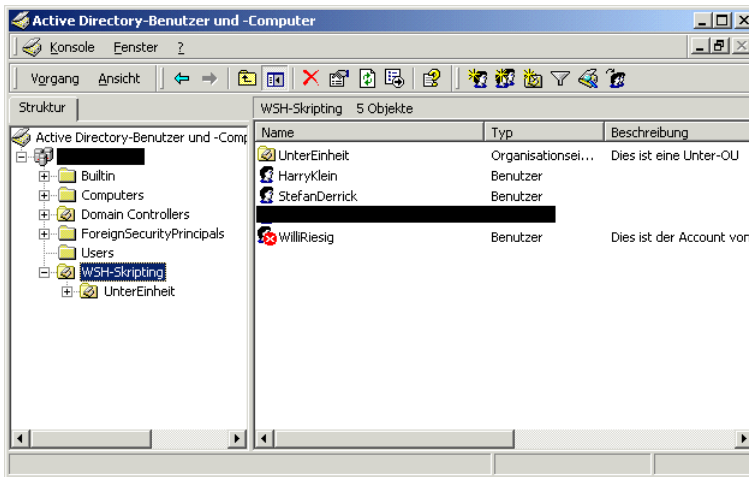 Active Directory-Benutzer und -Computer
Konsole Fenster ?
Vorgang Ansicht
Struktur
WSH-Skripting 5 Objekte
Active Directory-Benutzer und -Comp
Builtin
Computers
Domain Controllers
ForeignSecurityPrincipals
Users
WSH-Skripting
UnterEinheit
Name Typ Beschreibung
UnterEinheit Organisationsei... Dies ist eine Unter-OU
HarryKlein Benutzer
StefanDerrick Benutzer
WilliRiesig Benutzer Dies ist der Account von